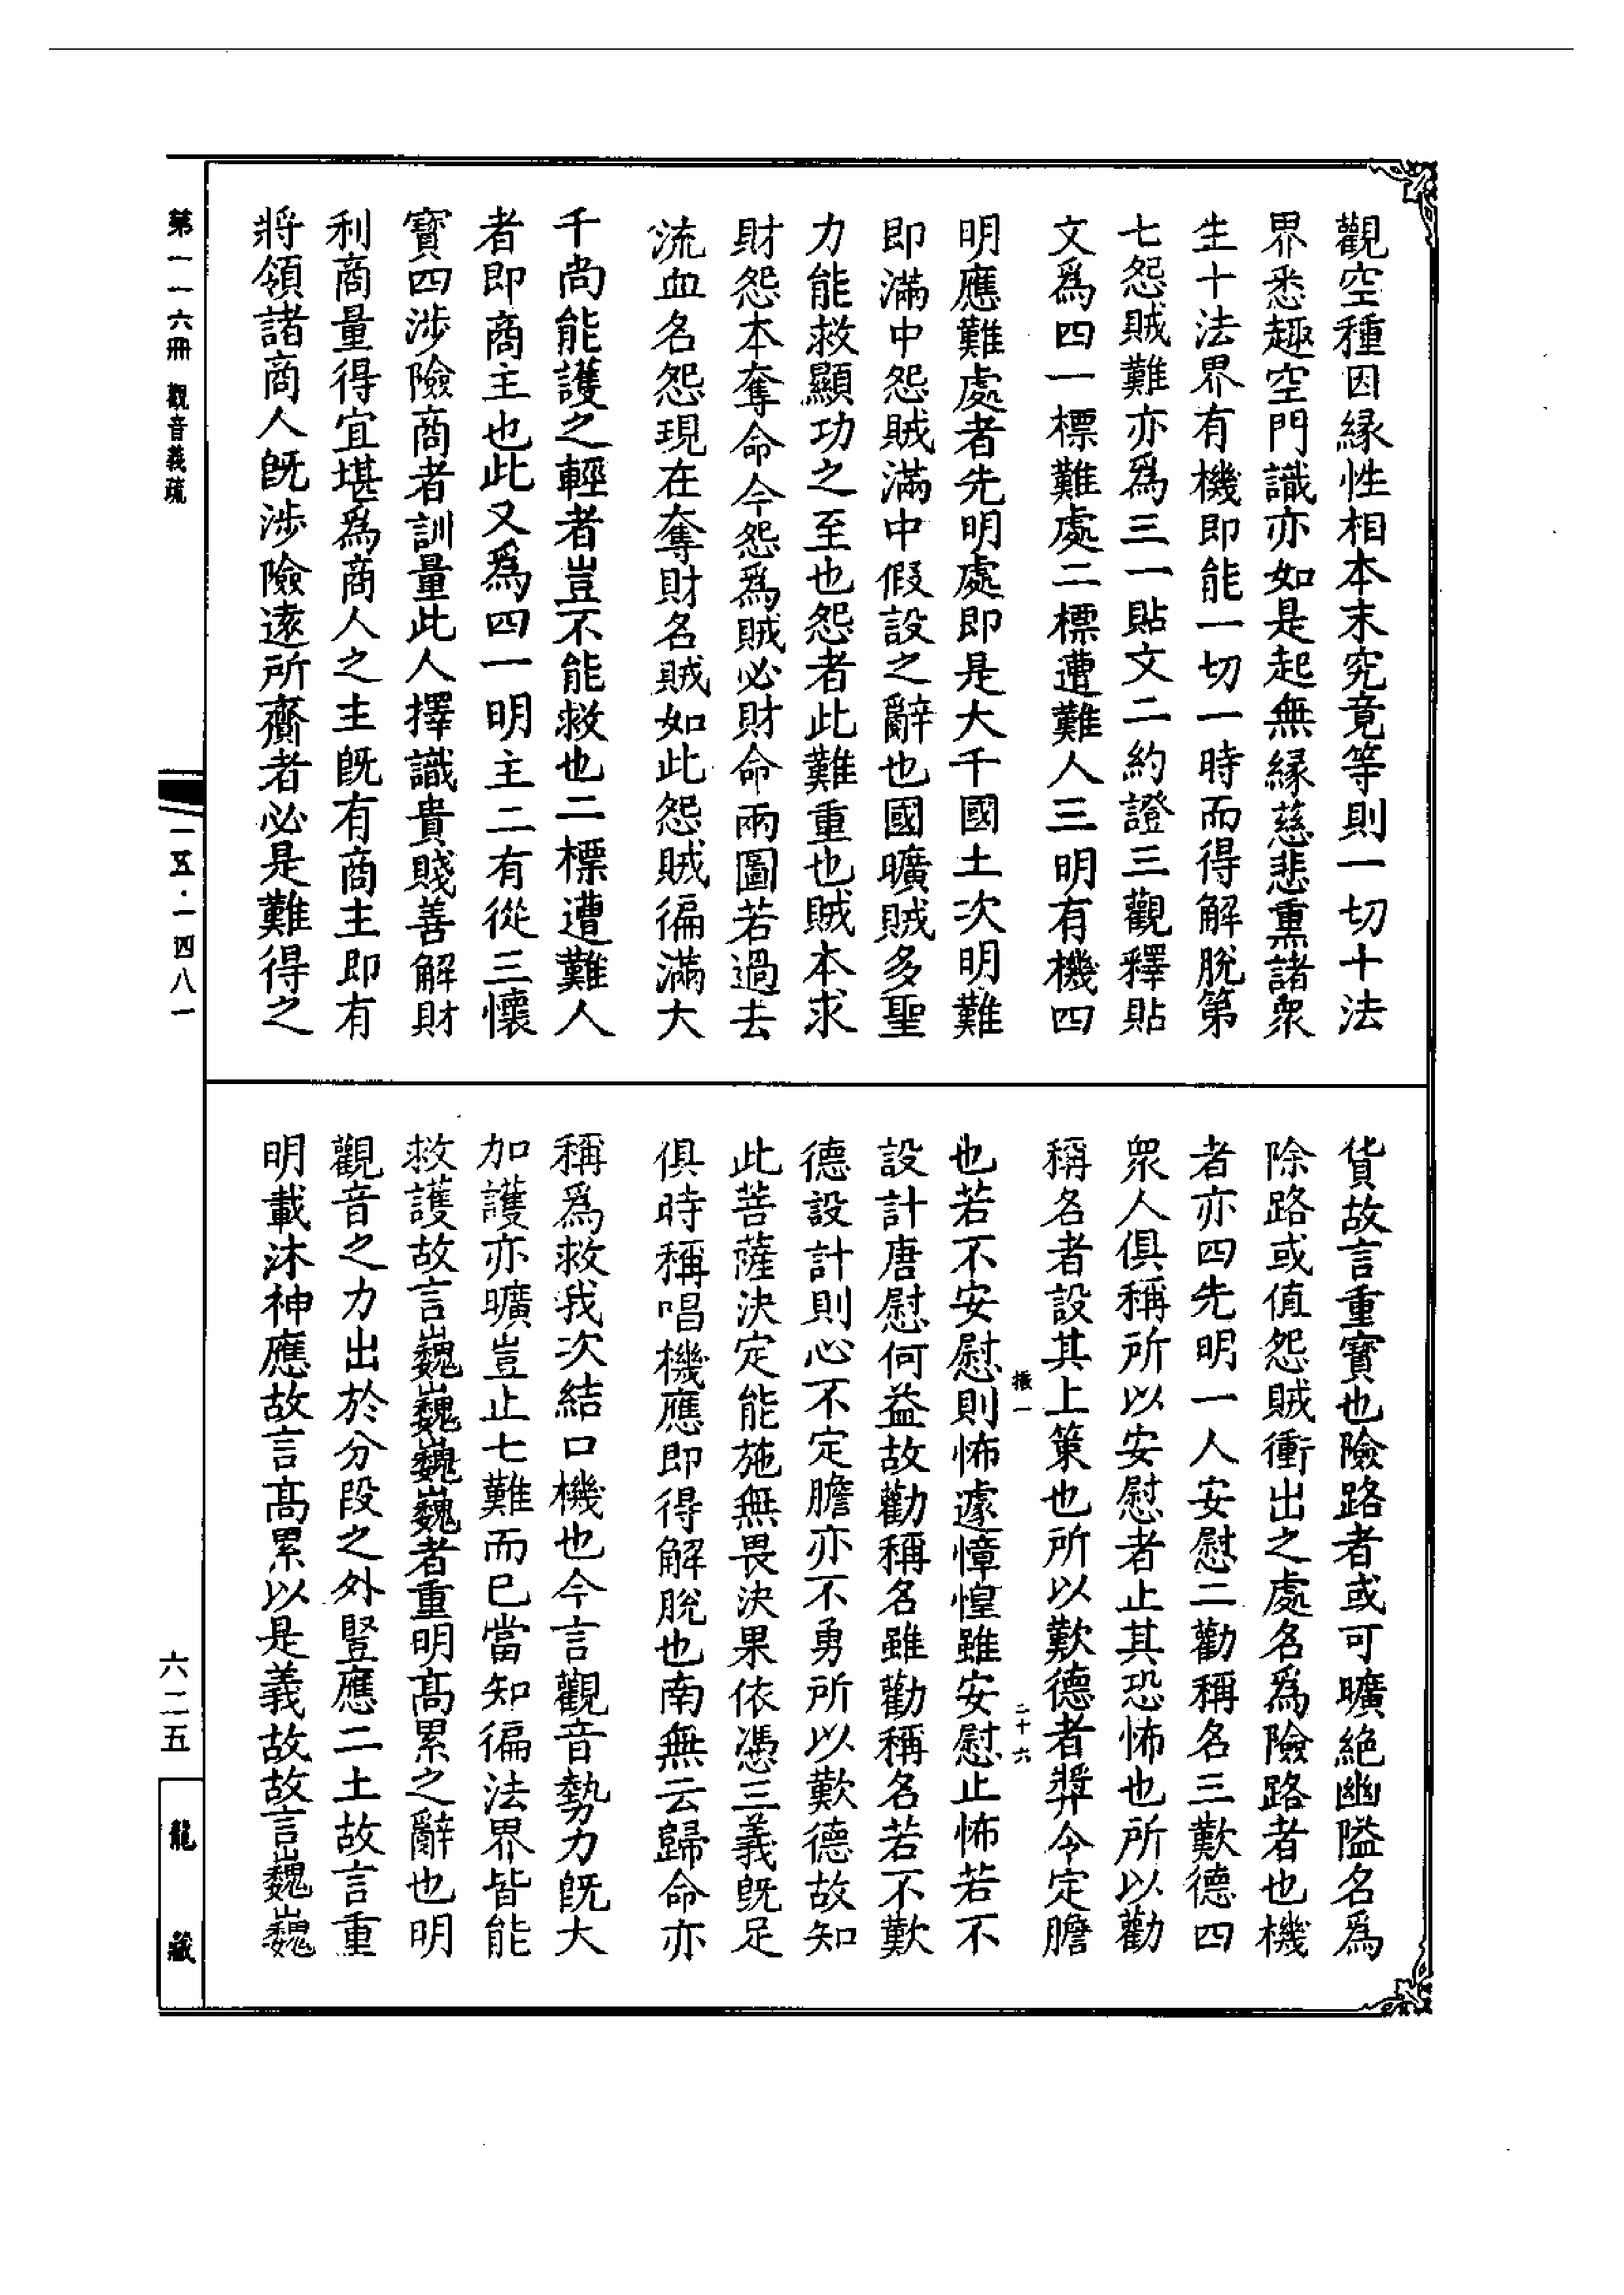 觀空種因縁性相本末究竟等則一切十法
界悉趣空門識亦如是起無縁慈悲熏諸衆
生十法界有機即能一切一時而得解脫第
七怨賊難亦爲三一貼文二約證三觀釋貼
文爲四一標難處二標遭難人三明有機四
明應難處者先明處即是大千國土次明難
即滿中怨賊滿中假設之辭也國曠賊多聖
力能救顯功之至也怨者此難重也賊本求
財怨本奪命今怨爲賊必財命兩圖若過去
流血名怨現在奪財名賊如此怨賊徧滿大
千尚能護之輕者豈不能救也二標遭難人
者即商主也此又爲四一明主二有從三懷
寳四涉險商者訓量此人擇識貴賤善解財
利商量得宜堪爲商人之主既有商主即有
將領諸商人既涉險逺所齎者必是難得之
貨故言重寳也險路者或可曠絶幽隘名爲
除路或值怨賊衝出之處名爲險路者也機
者亦四先明一人安慰二勸稱名三歎德四
衆人俱稱所以安慰者止其恐怖也所以勸
稱名者設其上策也所以歎德者奬令定膽
也若不安慰則怖遽慞惶雖安慰止怖若不
設計唐慰何益故勸稱名雖勸稱名若不歎
德設計則心不定膽亦不勇所以歎德故知
此菩薩決定能施無畏決果依憑三義既足
俱時稱唱機應即得解脫也南無云歸命亦
稱爲救我次結口機也今言觀音勢力既大
加護亦曠豈止七難而已當知徧法界皆能
救護故言巍巍巍巍者重明髙累之辭也明
觀音之力出於分段之外豎應二土故言重
明載沐神應故言髙累以是義故故言巍巍
二十六
第一一六冊 觀音義疏
一五·一四八一
六二五
龍藏